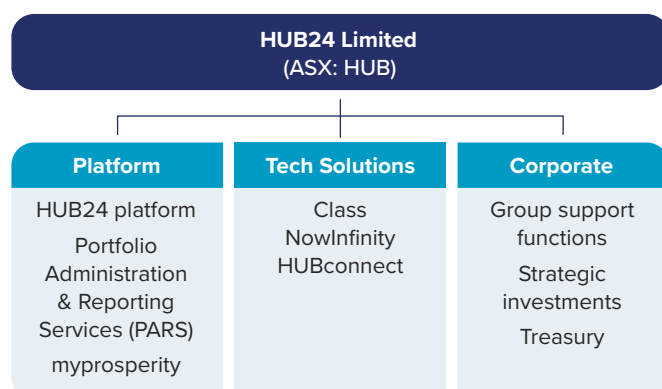 HUB24 Limited
(ASX: HUB)
Platform
HUB24 platform
Portfolio
Administration
& Reporting
Services (PARS)
myprosperity
Tech Solutions
Class
NowInfinity
HUBconnect
Corporate
Group support
functions
Strategic
investments
Treasury